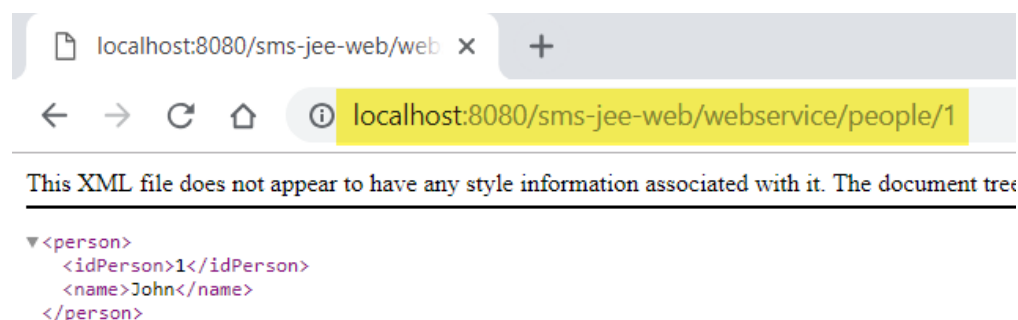 localhost:8080/sms-jee-web/web
localhost:8080/sms-jee-web/webservice/people/1
This XML file does not appear to have any style information associated with it. The document tree
<person>
<idPerson>1</idPerson>
<name>John</name>
</person>